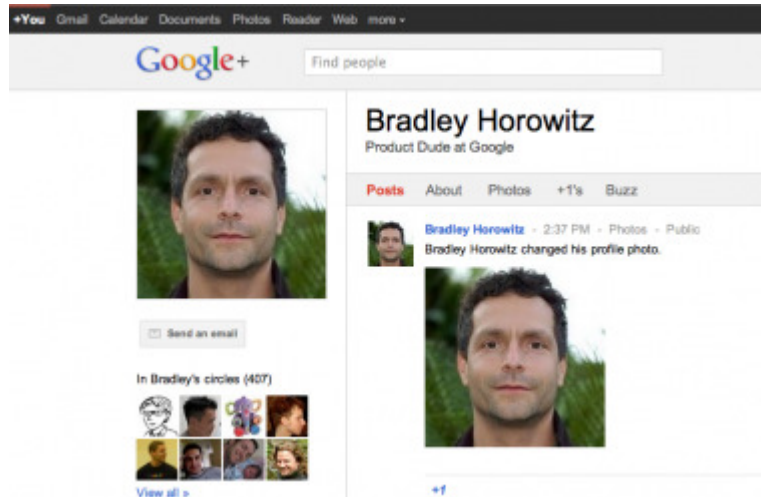 +You Gmail Calendar Documents Photos Reader Web more
Google+
Find people
Bradley Horowitz
Product Dude at Google
Posts About Photos +1's Buzz
Bradley Horowitz - 2:37 PM - Photos - Public
Bradley Horowitz changed his profile photo.
Send an email
In Bradley's circles (407)
View all »
+1